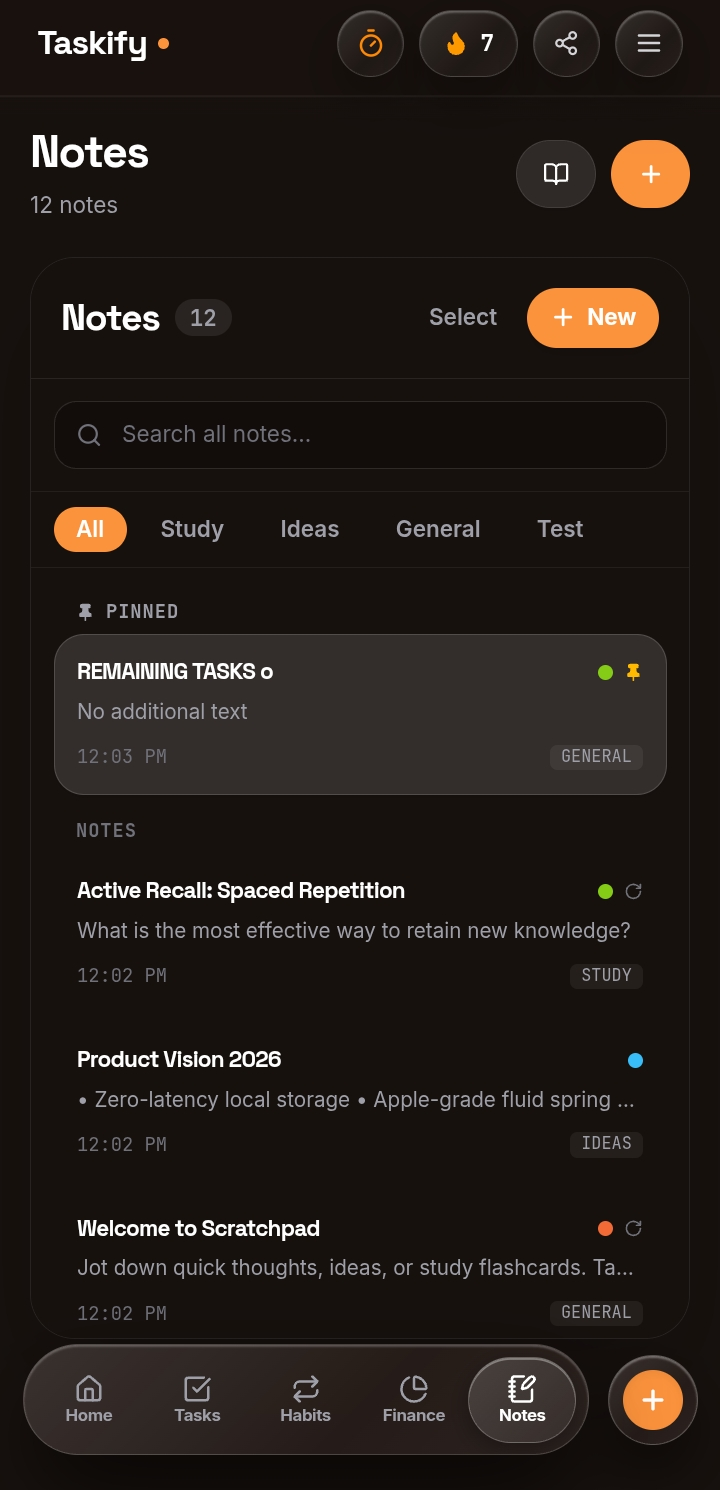 Taskify
7
Notes
12 notes
Notes 12 Select + New
Search all notes...
All Study Ideas General Test
PINNED
REMAINING TASKS o
No additional text
12:03 PM GENERAL
NOTES
Active Recall: Spaced Repetition
What is the most effective way to retain new knowledge?
12:02 PM STUDY
Product Vision 2026
• Zero-latency local storage • Apple-grade fluid spring ...
12:02 PM IDEAS
Welcome to Scratchpad
Jot down quick thoughts, ideas, or study flashcards. Ta...
12:02 PM GENERAL
Home Tasks Habits Finance Notes